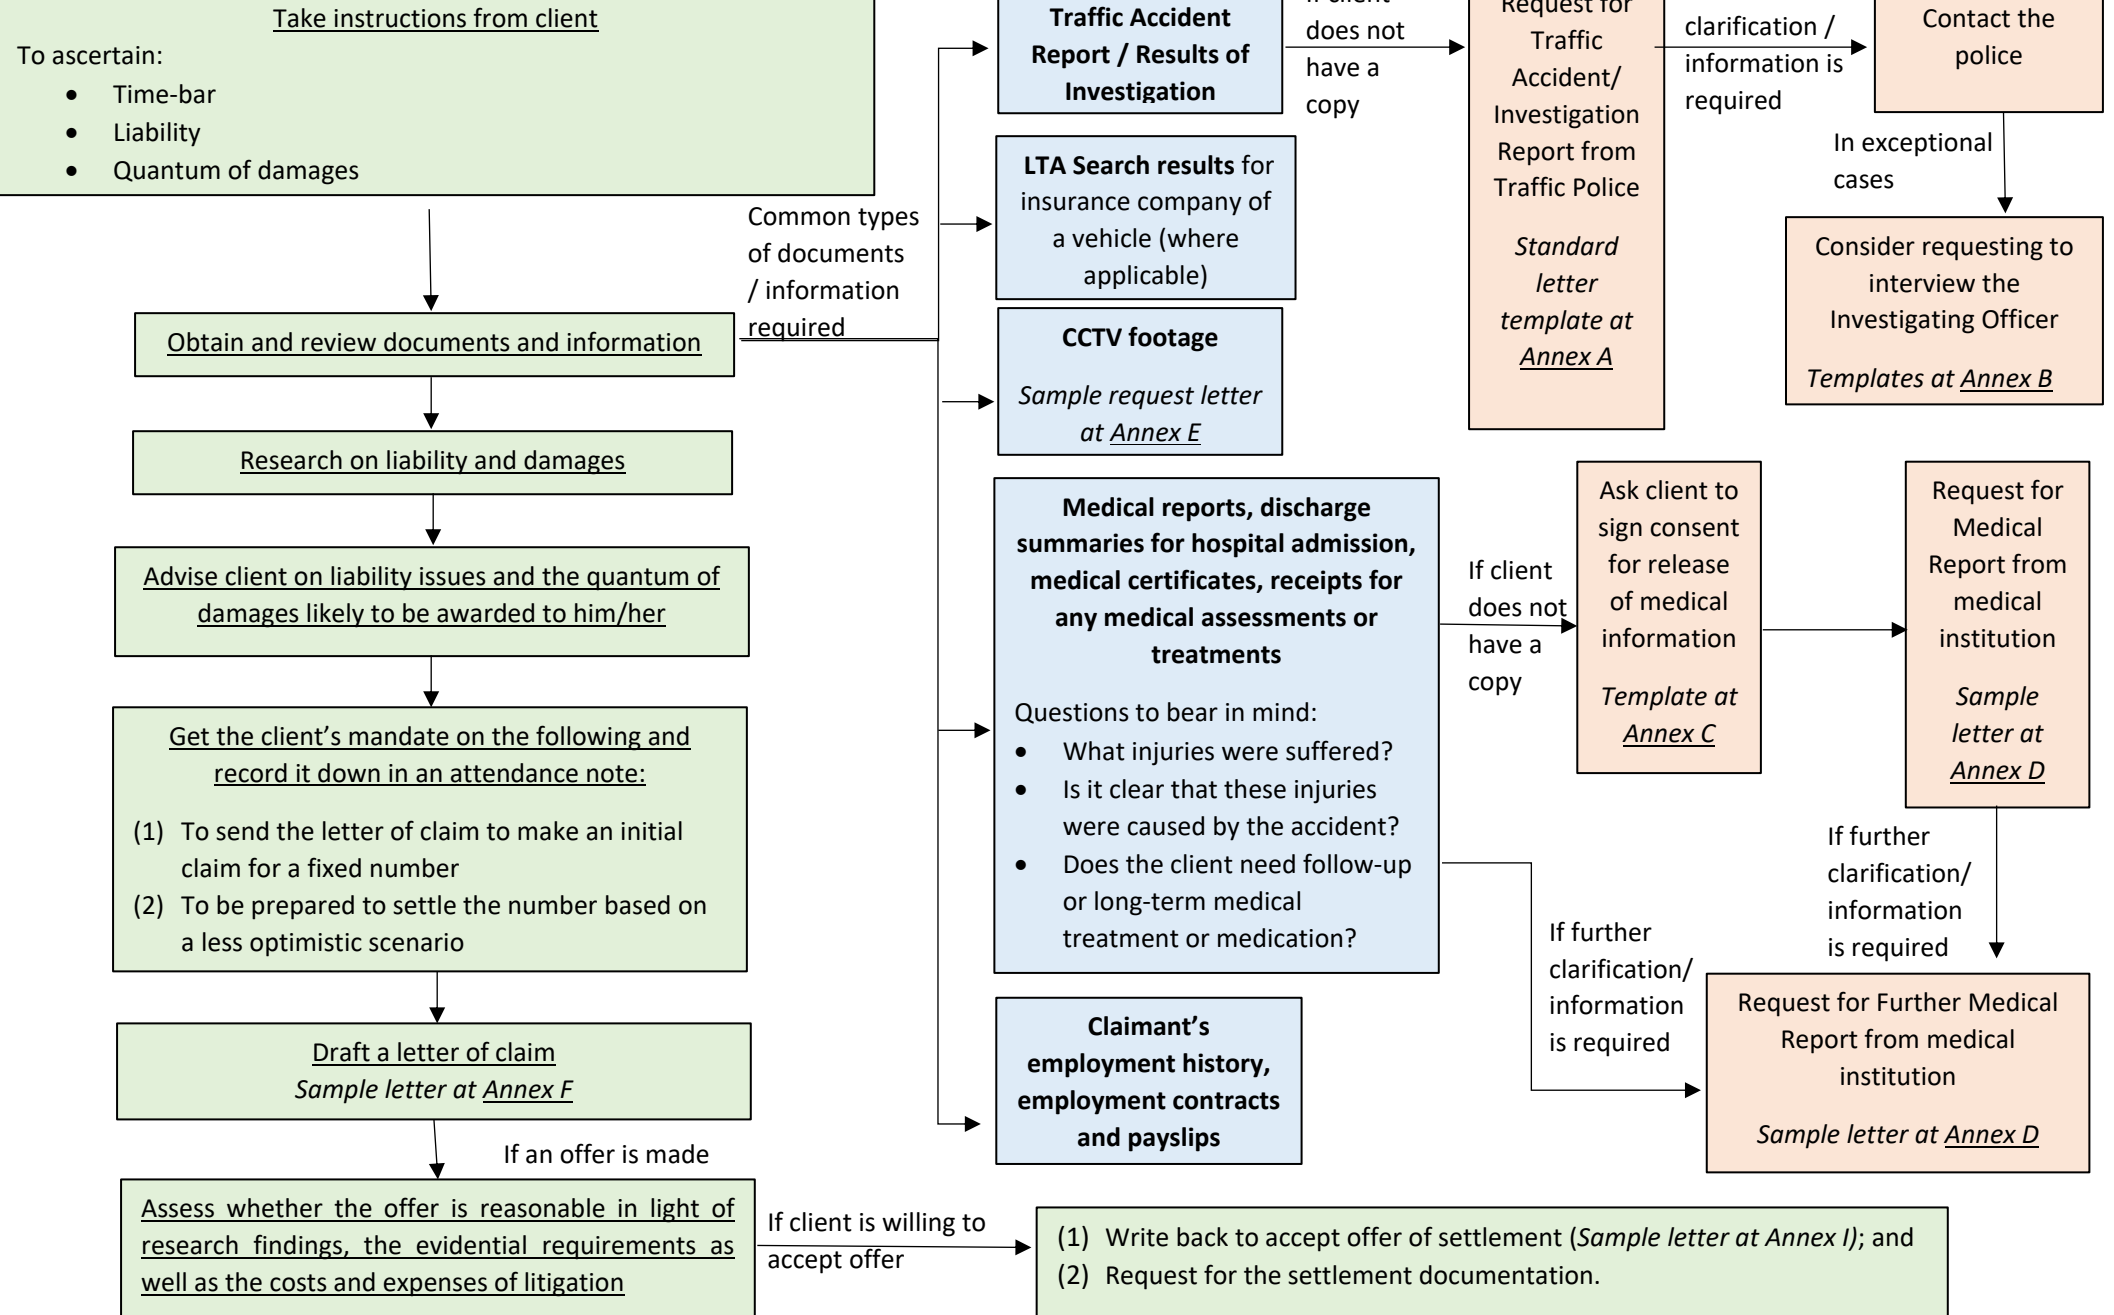 Take instructions from client
To ascertain:
• Time-bar
• Liability
• Quantum of damages
Common types
of documents
/ information
required
Obtain and review documents and information
Research on liability and damages
Advise client on liability issues and the quantum of
damages likely to be awarded to him/her
Get the client’s mandate on the following and
record it down in an attendance note:
(1) To send the letter of claim to make an initial
claim for a fixed number
(2) To be prepared to settle the number based on
a less optimistic scenario
Draft a letter of claim
Sample letter at Annex F
If an offer is made
Assess whether the offer is reasonable in light of
research findings, the evidential requirements as
well as the costs and expenses of litigation
If client is willing to
accept offer
(1) Write back to accept offer of settlement (Sample letter at Annex I); and
(2) Request for the settlement documentation.
Traffic Accident
Report / Results of
Investigation
If client
does not
have a
copy
Request for
Traffic
Accident/
Investigation
Report from
Traffic Police
Standard
letter
template at
Annex A
clarification /
information is
required
Contact the
police
In exceptional
cases
Consider requesting to
interview the
Investigating Officer
Templates at Annex B
LTA Search results for
insurance company of
a vehicle (where
applicable)
CCTV footage
Sample request letter
at Annex E
Medical reports, discharge
summaries for hospital admission,
medical certificates, receipts for
any medical assessments or
treatments
Questions to bear in mind:
• What injuries were suffered?
• Is it clear that these injuries
were caused by the accident?
• Does the client need follow-up
or long-term medical
treatment or medication?
If client
does not
have a
copy
Ask client to
sign consent
for release
of medical
information
Template at
Annex C
Request for
Medical
Report from
medical
institution
Sample
letter at
Annex D
If further
clarification/
information
is required
If further
clarification/
information
is required
Request for Further Medical
Report from medical
institution
Sample letter at Annex D
Claimant’s
employment history,
employment contracts
and payslips